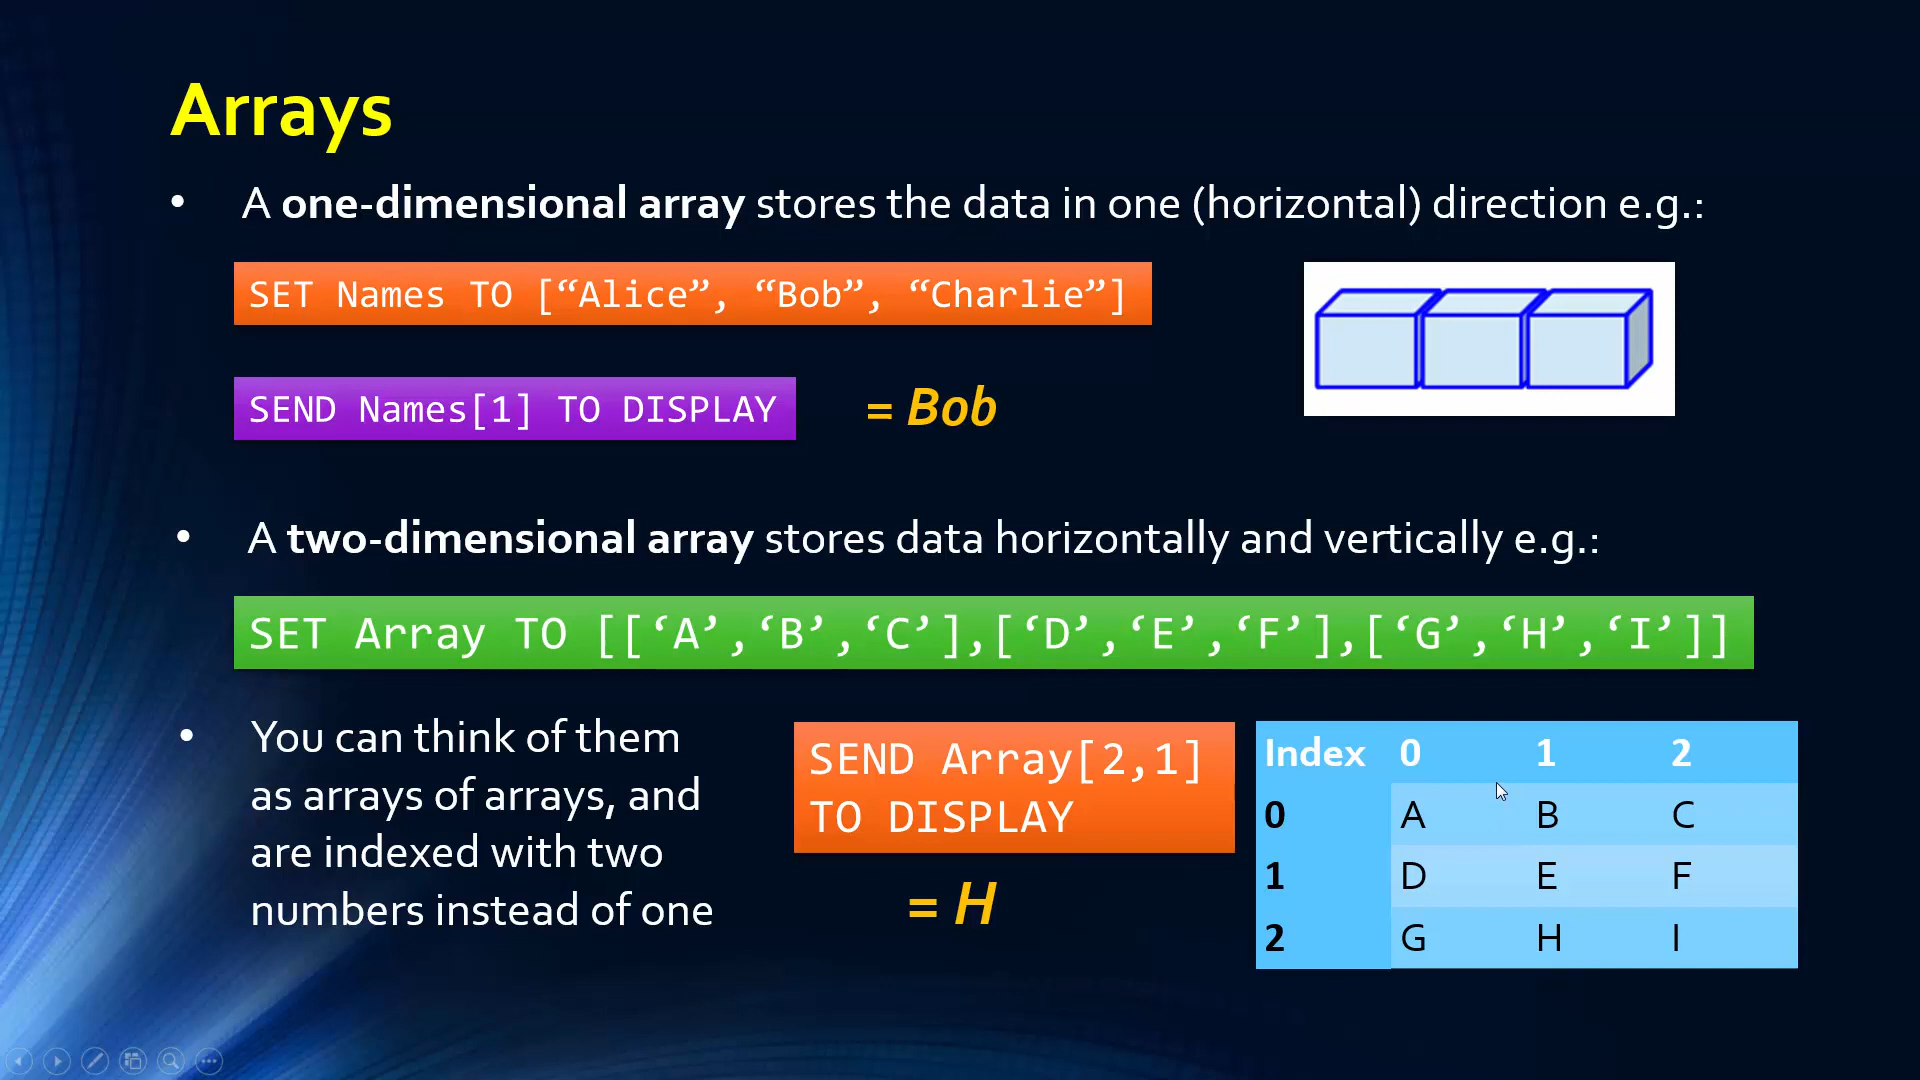 Arrays
• A one-dimensional array stores the data in one (horizontal) direction e.g.:
SET Names TO [“Alice”, “Bob”, “Charlie”]
SEND Names[1] TO DISPLAY
= Bob
• A two-dimensional array stores data horizontally and vertically e.g.:
SET Array TO [[‘A’,‘B’,‘C’],[‘D’,‘E’,‘F’],[‘G’,‘H’,‘I’]]
• You can think of them
as arrays of arrays, and
are indexed with two
numbers instead of one
SEND Array[2,1]
TO DISPLAY
= H
Index 0 1 2
0 A B C
1 D E F
2 G H I